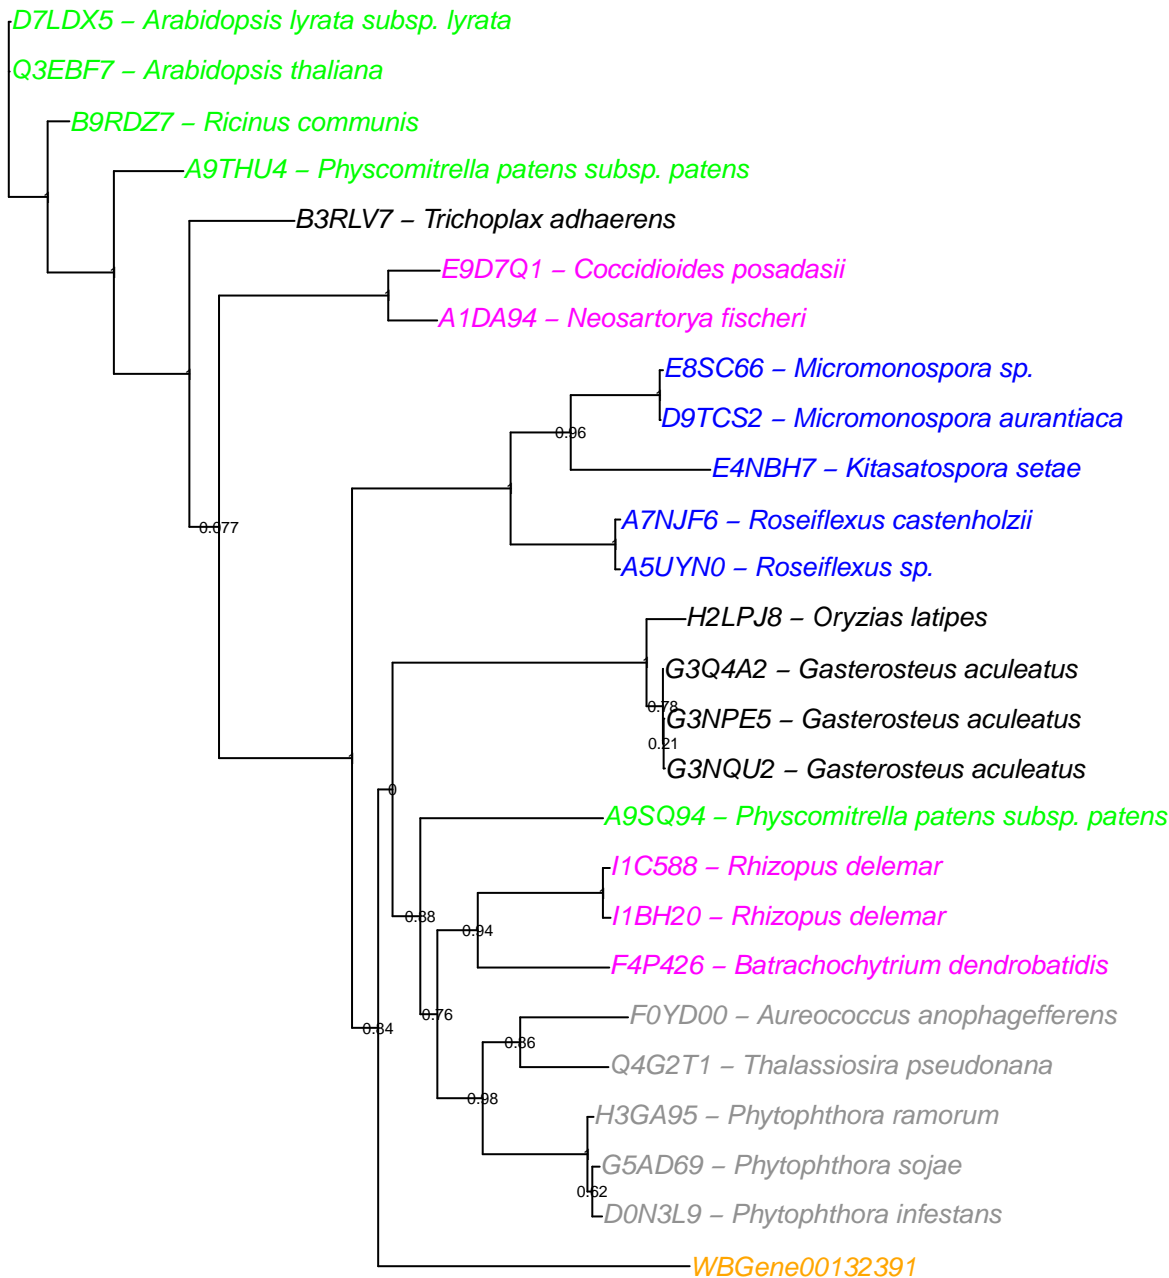 D7LDX5 – Arabidopsis lyrata subsp. lyrata
Q3EBF7 – Arabidopsis thaliana
B9RDZ7 – Ricinus communis
A9THU4 – Physcomitrella patens subsp. patens
B3RLV7 – Trichoplax adhaerens
E9D7Q1 – Coccidioides posadasii
A1DA94 – Neosartorya fischeri
E8SC66 – Micromonospora sp.
D9TCS2 – Micromonospora aurantiaca
0.96
E4NBH7 – Kitasatospora setae
A7NJF6 – Roseiflexus castenholzii
0.077
A5UYN0 – Roseiflexus sp.
H2LPJ8 – Oryzias latipes
G3Q4A2 – Gasterosteus aculeatus
0.78
G3NPE5 – Gasterosteus aculeatus
0.21
G3NQU2 – Gasterosteus aculeatus
0
A9SQ94 – Physcomitrella patens subsp. patens
I1C588 – Rhizopus delemar
0.88
I1BH20 – Rhizopus delemar
0.94
F4P426 – Batrachochytrium dendrobatidis
0.76
F0YD00 – Aureococcus anophagefferens
0.84
0.86
Q4G2T1 – Thalassiosira pseudonana
0.98
H3GA95 – Phytophthora ramorum
G5AD69 – Phytophthora sojae
0.62
D0N3L9 – Phytophthora infestans
WBGene00132391